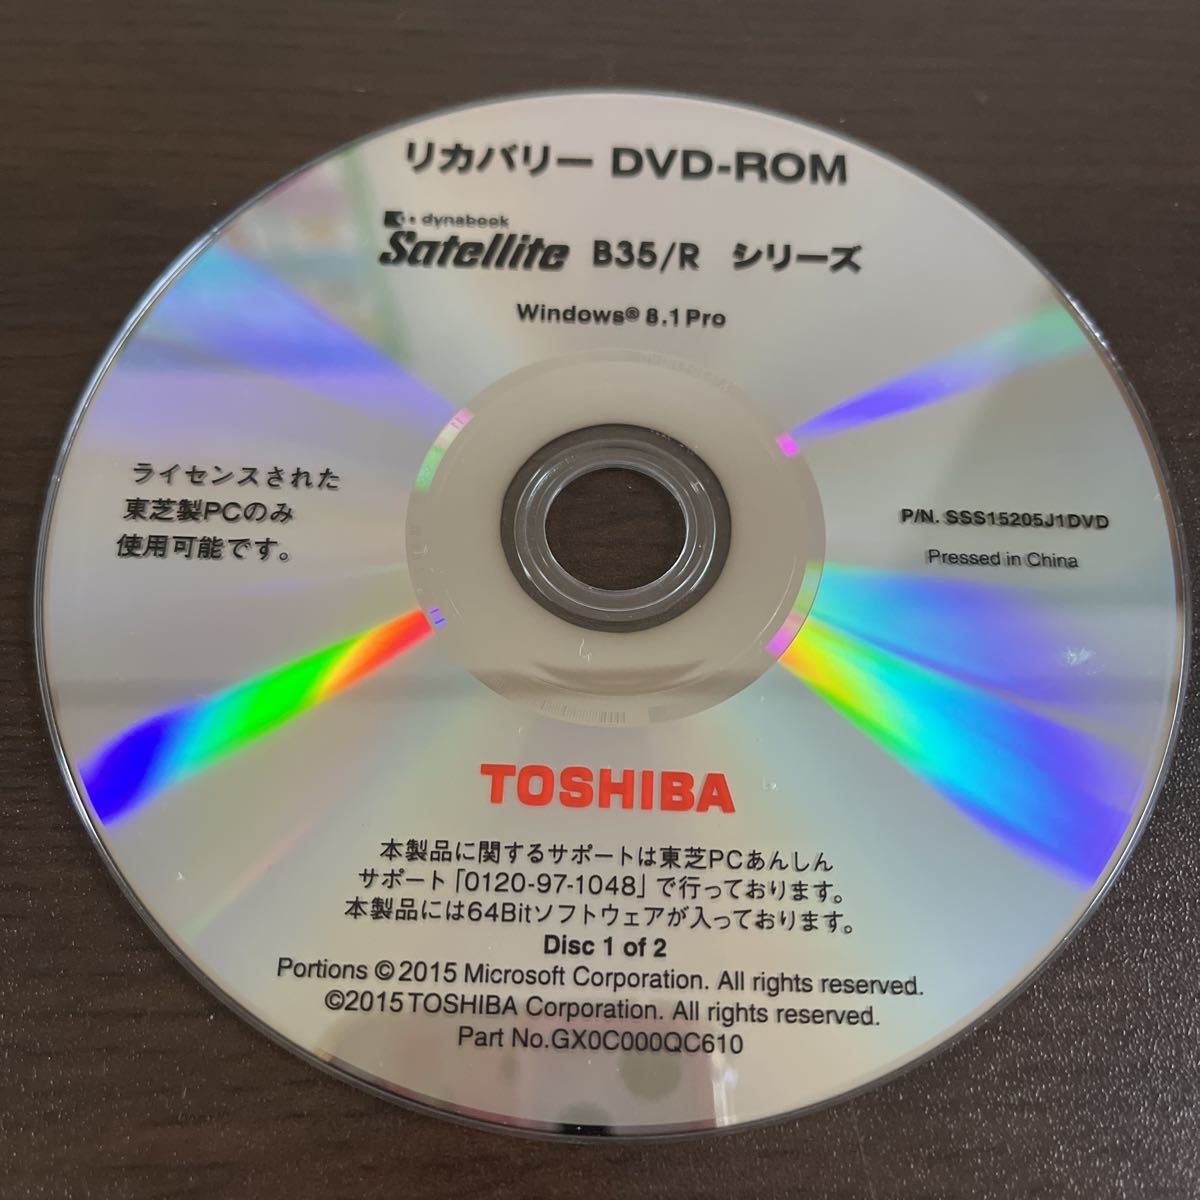 リカバリー DVD-ROM
dynabook
Satellite B35/R シリーズ
Windows® 8.1 Pro
ライセンスされた
東芝製PCのみ
使用可能です。
P/N. SSS15205J1DVD
Pressed in China
TOSHIBA
本製品に関するサポートは東芝PCあんしん
サポート「0120-97-1048」で行っております。
本製品には64Bitソフトウェアが入っております。
Disc 1 of 2
Portions © 2015 Microsoft Corporation. All rights reserved.
©2015 TOSHIBA Corporation. All rights reserved.
Part No.GX0C000QC610